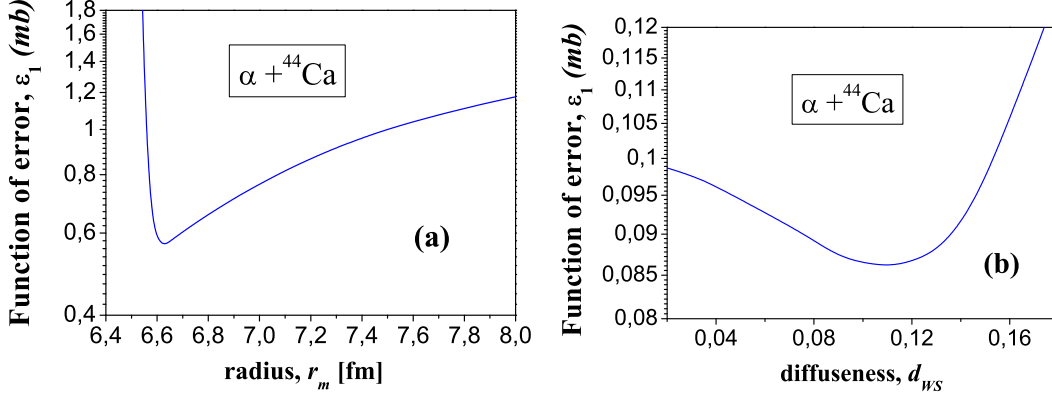 Function of error, ε₁ (mb)
1,8
1,6
1,4
1,2
1
0,8
0,6
0,4
α + ⁴⁴Ca
(a)
6,4 6,6 6,8 7,0 7,2 7,4 7,6 7,8 8,0
radius, rₘ [fm]
Function of error, ε₁ (mb)
0,12
0,115
0,11
0,105
0,1
0,095
0,09
0,085
0,08
α + ⁴⁴Ca
(b)
0,04 0,08 0,12 0,16
diffuseness, d_WS